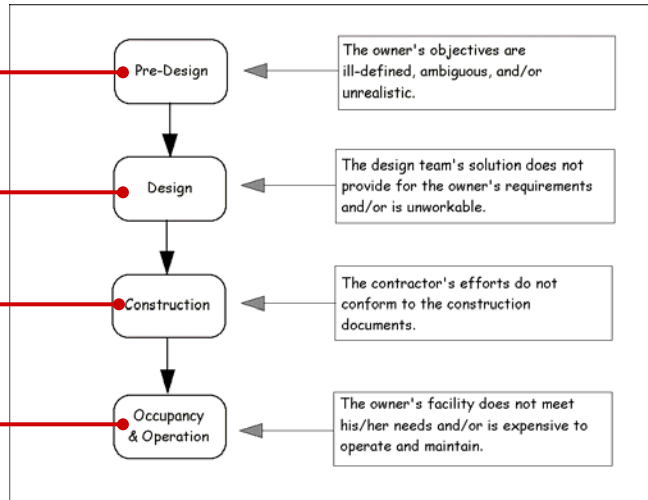 Pre-Design
The owner's objectives are
ill-defined, ambiguous, and/or
unrealistic.
Design
The design team's solution does not
provide for the owner's requirements
and/or is unworkable.
Construction
The contractor's efforts do not
conform to the construction
documents.
Occupancy
& Operation
The owner's facility does not meet
his/her needs and/or is expensive to
operate and maintain.